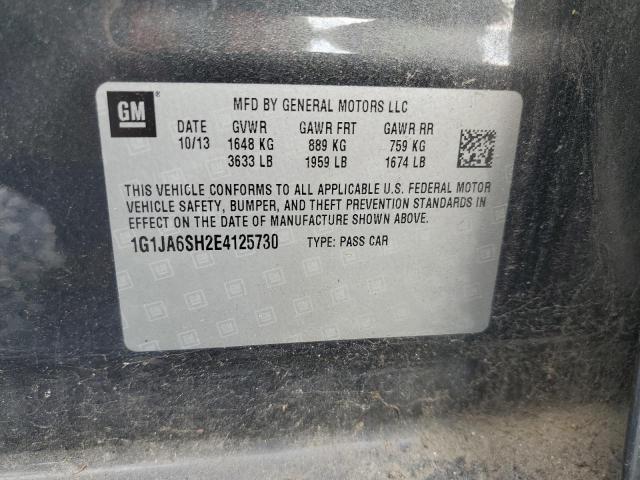 GM ® MFD BY GENERAL MOTORS LLC
DATE GVWR GAWR FRT GAWR RR
10/13 1648 KG 889 KG 759 KG
3633 LB 1959 LB 1674 LB
THIS VEHICLE CONFORMS TO ALL APPLICABLE U.S. FEDERAL MOTOR
VEHICLE SAFETY, BUMPER, AND THEFT PREVENTION STANDARDS IN
EFFECT ON THE DATE OF MANUFACTURE SHOWN ABOVE.
1G1JA6SH2E4125730 TYPE: PASS CAR